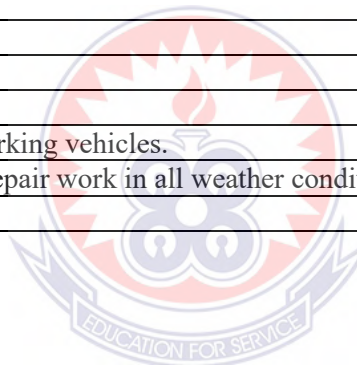 rking vehicles.
epair work in all weather condi
EDUCATION FOR SERVICE